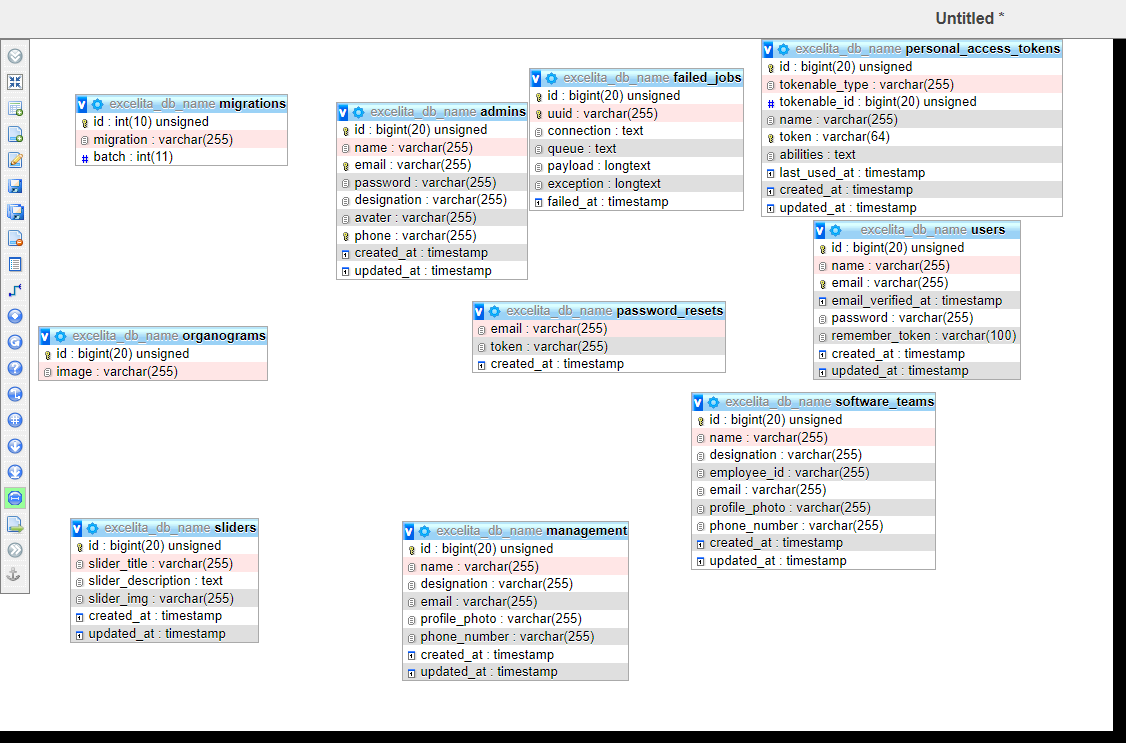 Untitled *
excelita_db_name personal_access_tokens
id : bigint(20) unsigned
tokenable_type : varchar(255)
# tokenable_id : bigint(20) unsigned
name : varchar(255)
token : varchar(64)
abilities : text
last_used_at : timestamp
created_at : timestamp
updated_at : timestamp
excelita_db_name failed_jobs
id : bigint(20) unsigned
uuid : varchar(255)
connection : text
queue : text
payload : longtext
exception : longtext
failed_at : timestamp
excelita_db_name migrations
id : int(10) unsigned
migration : varchar(255)
# batch : int(11)
excelita_db_name admins
id : bigint(20) unsigned
name : varchar(255)
email : varchar(255)
password : varchar(255)
designation : varchar(255)
avater : varchar(255)
phone : varchar(255)
created_at : timestamp
updated_at : timestamp
excelita_db_name users
id : bigint(20) unsigned
name : varchar(255)
email : varchar(255)
email_verified_at : timestamp
password : varchar(255)
remember_token : varchar(100)
created_at : timestamp
updated_at : timestamp
excelita_db_name password_resets
email : varchar(255)
token : varchar(255)
created_at : timestamp
excelita_db_name organograms
id : bigint(20) unsigned
image : varchar(255)
excelita_db_name software_teams
id : bigint(20) unsigned
name : varchar(255)
designation : varchar(255)
employee_id : varchar(255)
email : varchar(255)
profile_photo : varchar(255)
phone_number : varchar(255)
created_at : timestamp
updated_at : timestamp
excelita_db_name sliders
id : bigint(20) unsigned
slider_title : varchar(255)
slider_description : text
slider_img : varchar(255)
created_at : timestamp
updated_at : timestamp
excelita_db_name management
id : bigint(20) unsigned
name : varchar(255)
designation : varchar(255)
email : varchar(255)
profile_photo : varchar(255)
phone_number : varchar(255)
created_at : timestamp
updated_at : timestamp